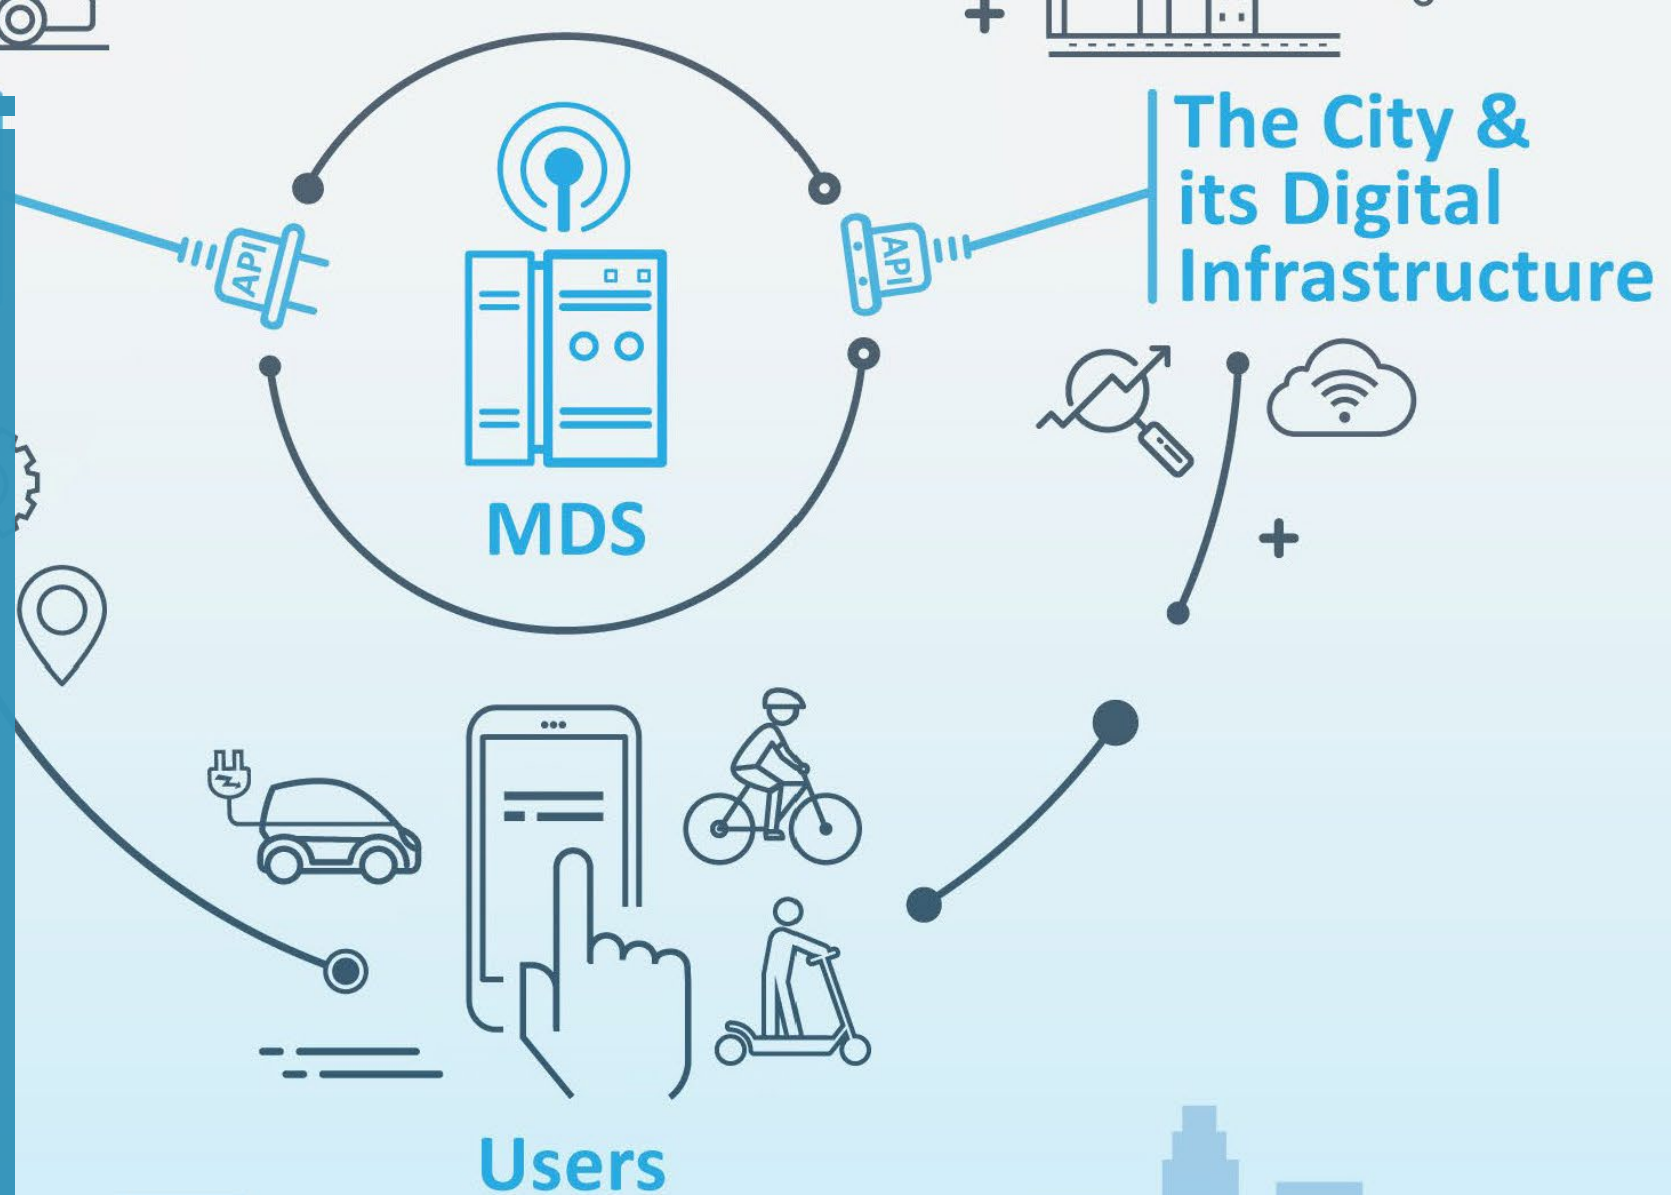 The City &
its Digital
Infrastructure
API
API
MDS
Users